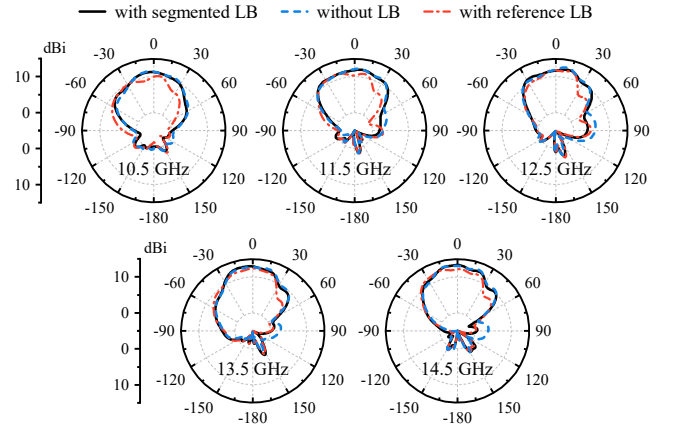 with segmented LB without LB with reference LB
dBi 0 0 0
-30 30 -30 30 -30 30
10 -60 60 -60 60 -60 60
0 -90 90 -90 90 -90 90
0 10.5 GHz 11.5 GHz 12.5 GHz
-120 120 -120 120 -120 120
10 -150 150 -150 150 -150 150
-180 -180 -180
dBi 0 0
-30 30 -30 30
10 -60 60 -60 60
0 -90 90 -90 90
0 13.5 GHz 14.5 GHz
-120 120 -120 120
10 -150 150 -150 150
-180 -180